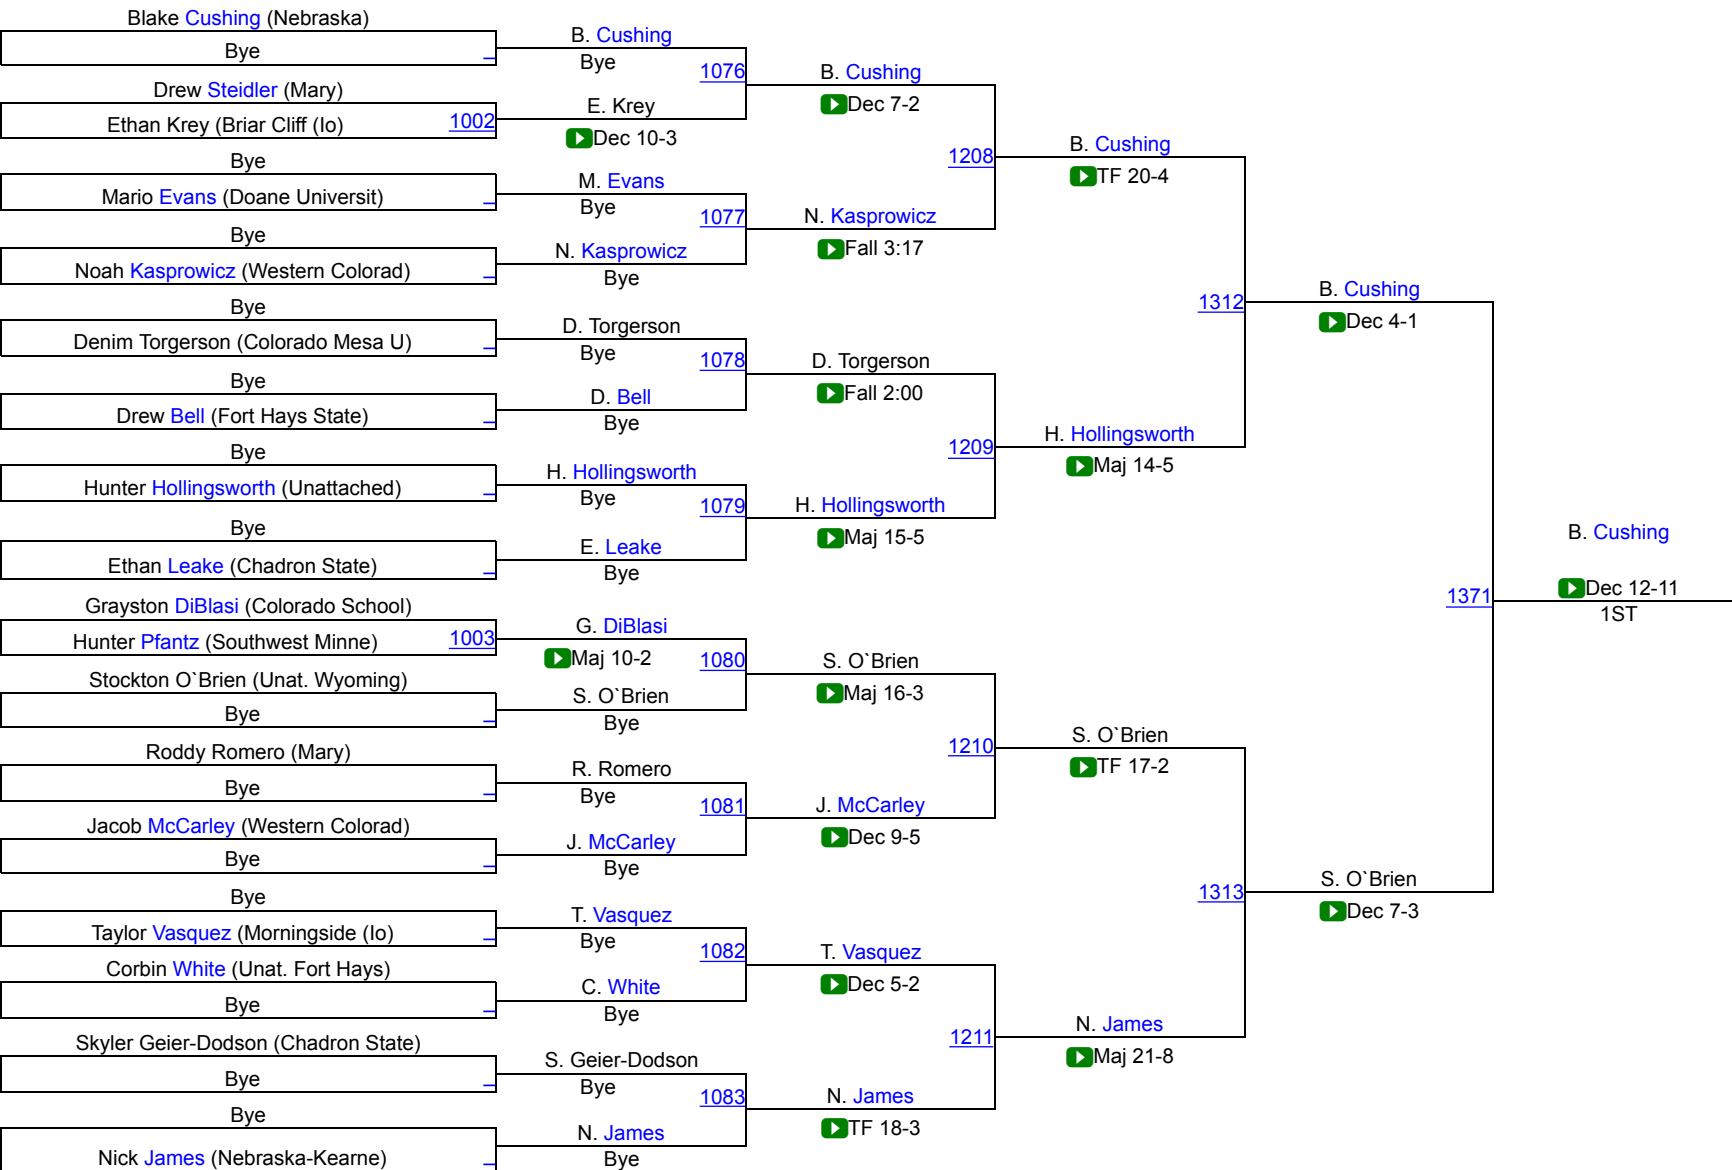 Blake Cushing (Nebraska)
Bye
Drew Steidler (Mary)
Ethan Krey (Briar Cliff (Io) 1002
Bye
Mario Evans (Doane Universit)
Bye
Noah Kasprowicz (Western Colorad)
Bye
Denim Torgerson (Colorado Mesa U)
Bye
Drew Bell (Fort Hays State)
Bye
Hunter Hollingsworth (Unattached)
Bye
Ethan Leake (Chadron State)
Grayston DiBlasi (Colorado School)
Hunter Pfantz (Southwest Minne) 1003
Stockton O`Brien (Unat. Wyoming)
Bye
Roddy Romero (Mary)
Bye
Jacob McCarley (Western Colorad)
Bye
Bye
Taylor Vasquez (Morningside (Io)
Corbin White (Unat. Fort Hays)
Bye
Skyler Geier-Dodson (Chadron State)
Bye
Bye
Nick James (Nebraska-Kearne)
B. Cushing
Bye
1076
E. Krey
Dec 10-3
M. Evans
Bye
1077
N. Kasprowicz
Bye
D. Torgerson
Bye
1078
D. Bell
Bye
H. Hollingsworth
Bye
1079
E. Leake
Bye
G. DiBlasi
Maj 10-2
1080
S. O`Brien
Bye
R. Romero
Bye
1081
J. McCarley
Bye
T. Vasquez
Bye
1082
C. White
Bye
S. Geier-Dodson
Bye
1083
N. James
Bye
B. Cushing
Dec 7-2
1208
N. Kasprowicz
Fall 3:17
D. Torgerson
Fall 2:00
1209
H. Hollingsworth
Maj 15-5
S. O`Brien
Maj 16-3
1210
J. McCarley
Dec 9-5
T. Vasquez
Dec 5-2
1211
N. James
TF 18-3
B. Cushing
TF 20-4
1312
H. Hollingsworth
Maj 14-5
S. O`Brien
TF 17-2
1313
N. James
Maj 21-8
B. Cushing
Dec 4-1
1371
S. O`Brien
Dec 7-3
B. Cushing
Dec 12-11
1ST